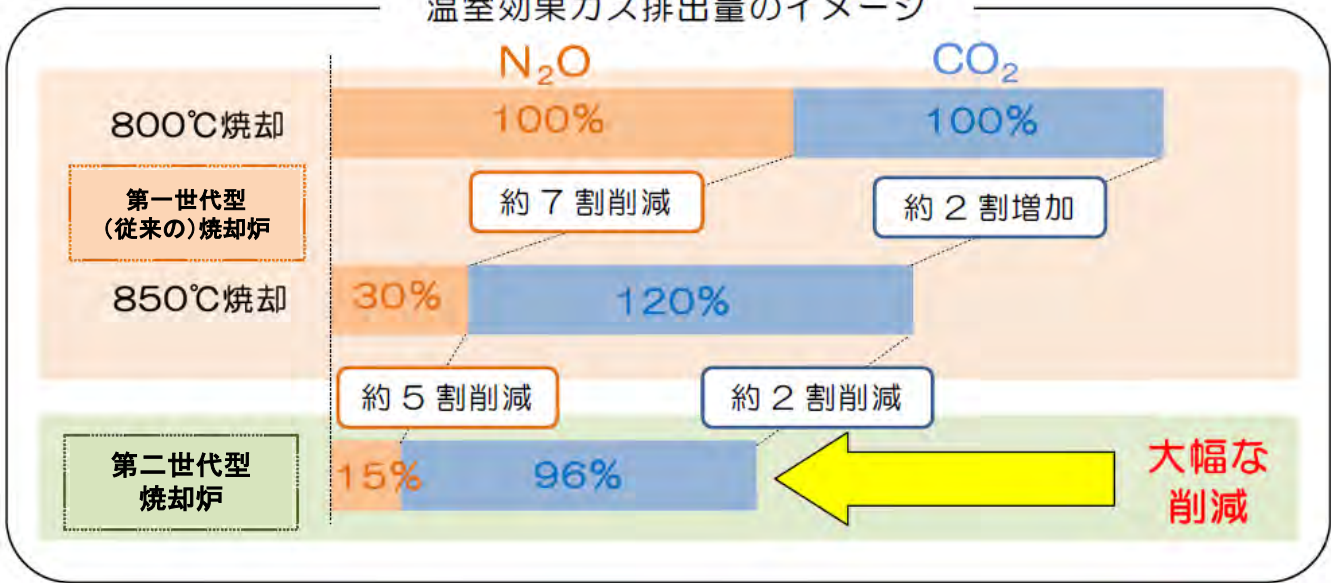 温室効果ガス排出量のイメージ
N₂O CO₂
800℃焼却 100% 100%
第一世代型
(従来の)焼却炉
約7割削減 約2割増加
850℃焼却 30% 120%
約5割削減 約2割削減
第二世代型
焼却炉
15% 96%
大幅な
削減